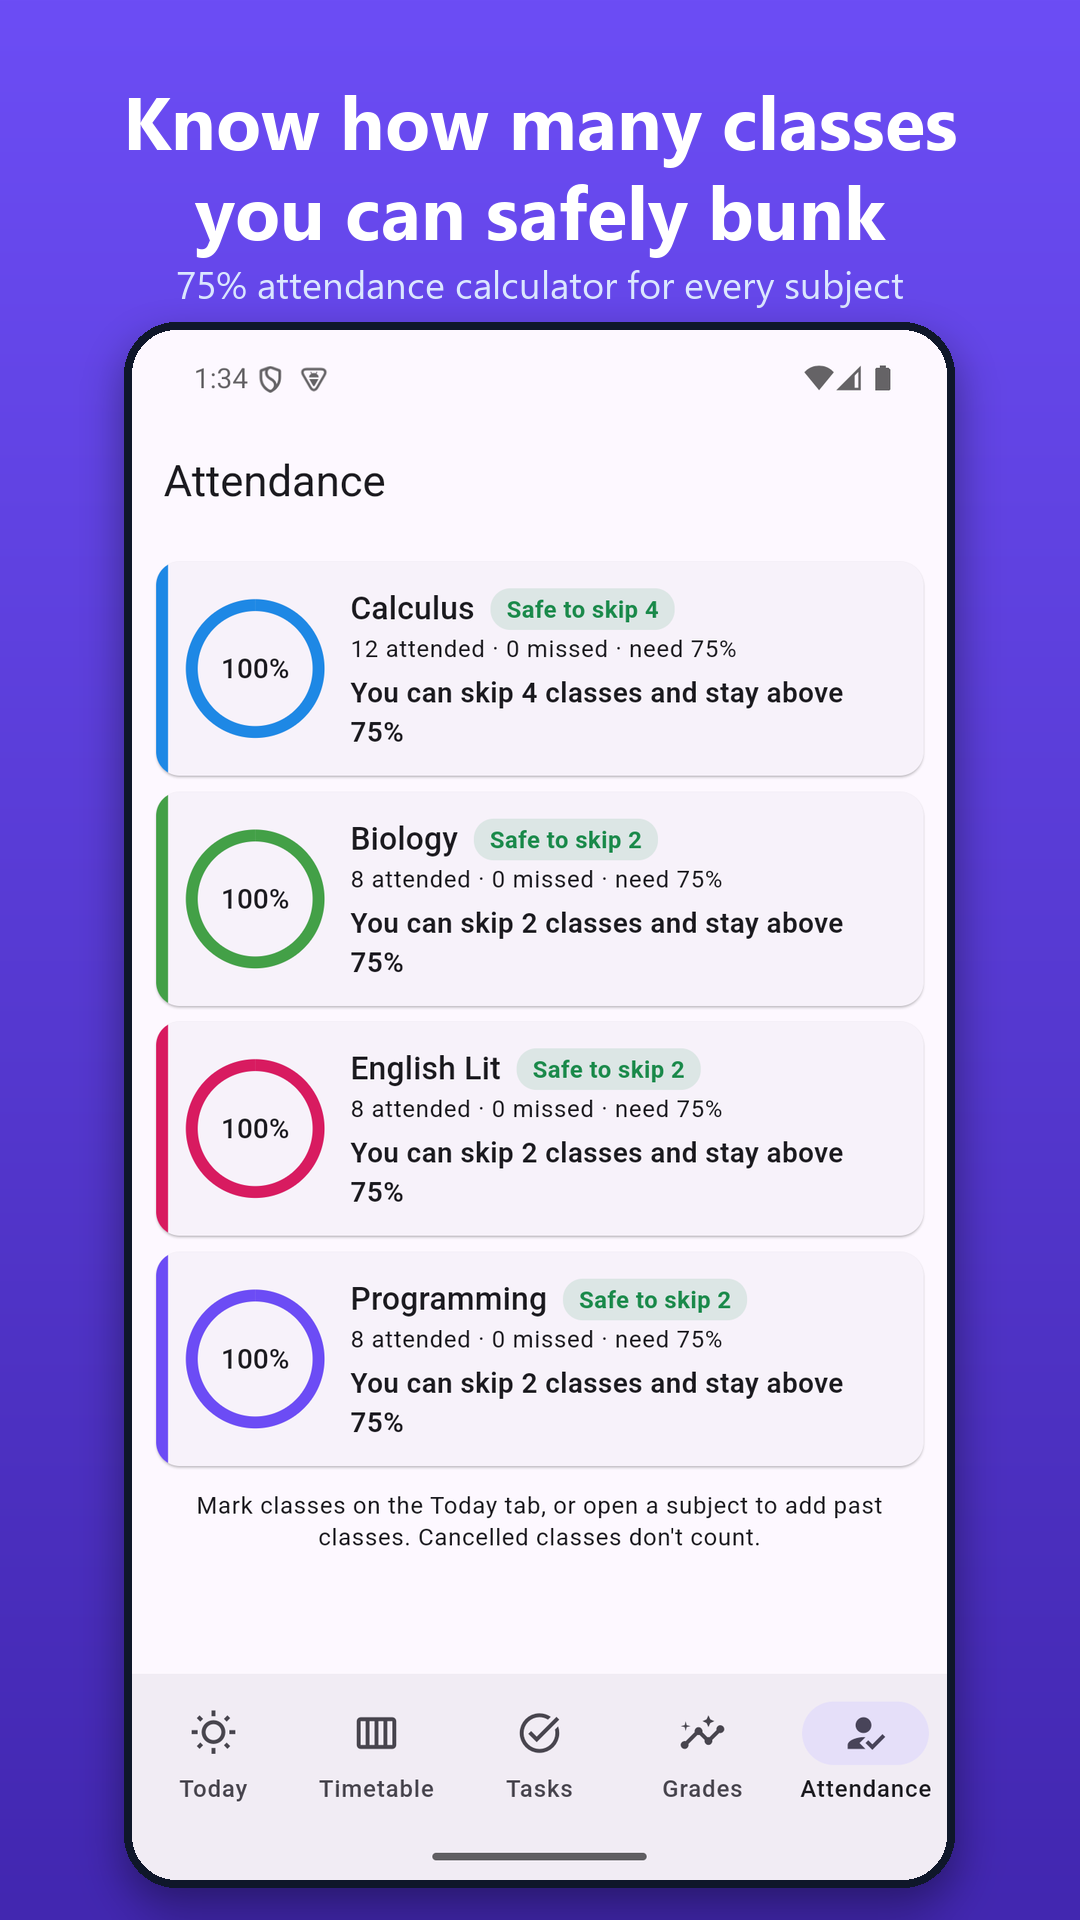 Know how many classes
you can safely bunk
75% attendance calculator for every subject
1:34
Attendance
Calculus Safe to skip 4
100%
12 attended · 0 missed · need 75%
You can skip 4 classes and stay above
75%
Biology Safe to skip 2
100%
8 attended · 0 missed · need 75%
You can skip 2 classes and stay above
75%
English Lit Safe to skip 2
100%
8 attended · 0 missed · need 75%
You can skip 2 classes and stay above
75%
Programming Safe to skip 2
100%
8 attended · 0 missed · need 75%
You can skip 2 classes and stay above
75%
Mark classes on the Today tab, or open a subject to add past
classes. Cancelled classes don't count.
Today Timetable Tasks Grades Attendance